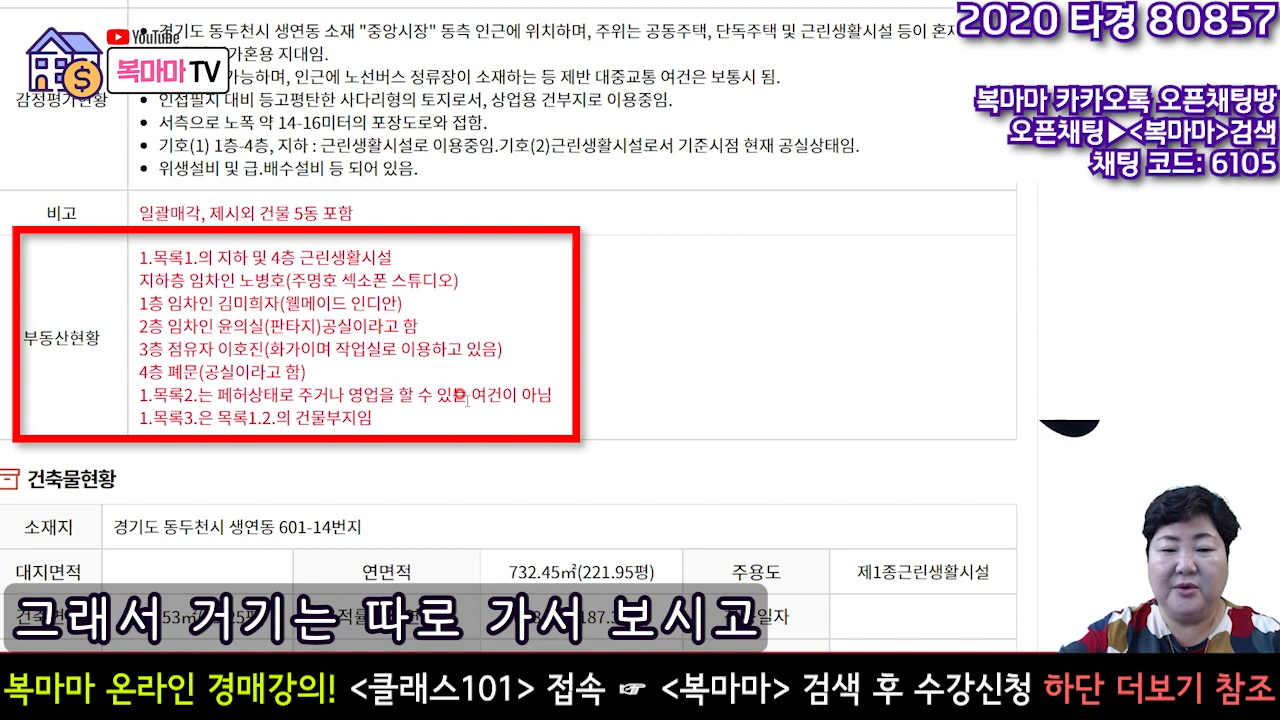 2020 타경 80857
YouTube
복마마 TV
복마마 카카오톡 오픈채팅방
오픈채팅▶<복마마>검색
채팅 코드: 6105
감정평가현황
• 경기도 동두천시 생연동 소재 "중앙시장" 동측 인근에 위치하며, 주위는 공동주택, 단독주택 및 근린생활시설 등이 혼재
가혼용 지대임.
가능하며, 인근에 노선버스 정류장이 소재하는 등 제반 대중교통 여건은 보통시 됨.
• 인접필지 대비 등고평탄한 사다리형의 토지로서, 상업용 건부지로 이용중임.
• 서측으로 노폭 약 14-16미터의 포장도로와 접함.
• 기호(1) 1층-4층, 지하 : 근린생활시설로 이용중임.기호(2)근린생활시설로서 기준시점 현재 공실상태임.
• 위생설비 및 급.배수설비 등 되어 있음.
비고
일괄매각, 제시외 건물 5동 포함
부동산현황
1.목록1.의 지하 및 4층 근린생활시설
지하층 임차인 노병호(주명호 섹소폰 스튜디오)
1층 임차인 김미희자(웰메이드 인디안)
2층 임차인 윤의실(판타지)공실이라고 함
3층 점유자 이호진(화가이며 작업실로 이용하고 있음)
4층 폐문(공실이라고 함)
1.목록2.는 페허상태로 주거나 영업을 할 수 있는 여건이 아님
1.목록3.은 목록1.2.의 건물부지임
건축물현황
소재지 경기도 동두천시 생연동 601-14번지
대지면적 연면적 732.45㎡(221.95평) 주용도 제1종근린생활시설
그래서 거기는 따로 가서 보시고
복마마 온라인 경매강의! <클래스101> 접속 ☞ <복마마> 검색 후 수강신청 하단 더보기 참조